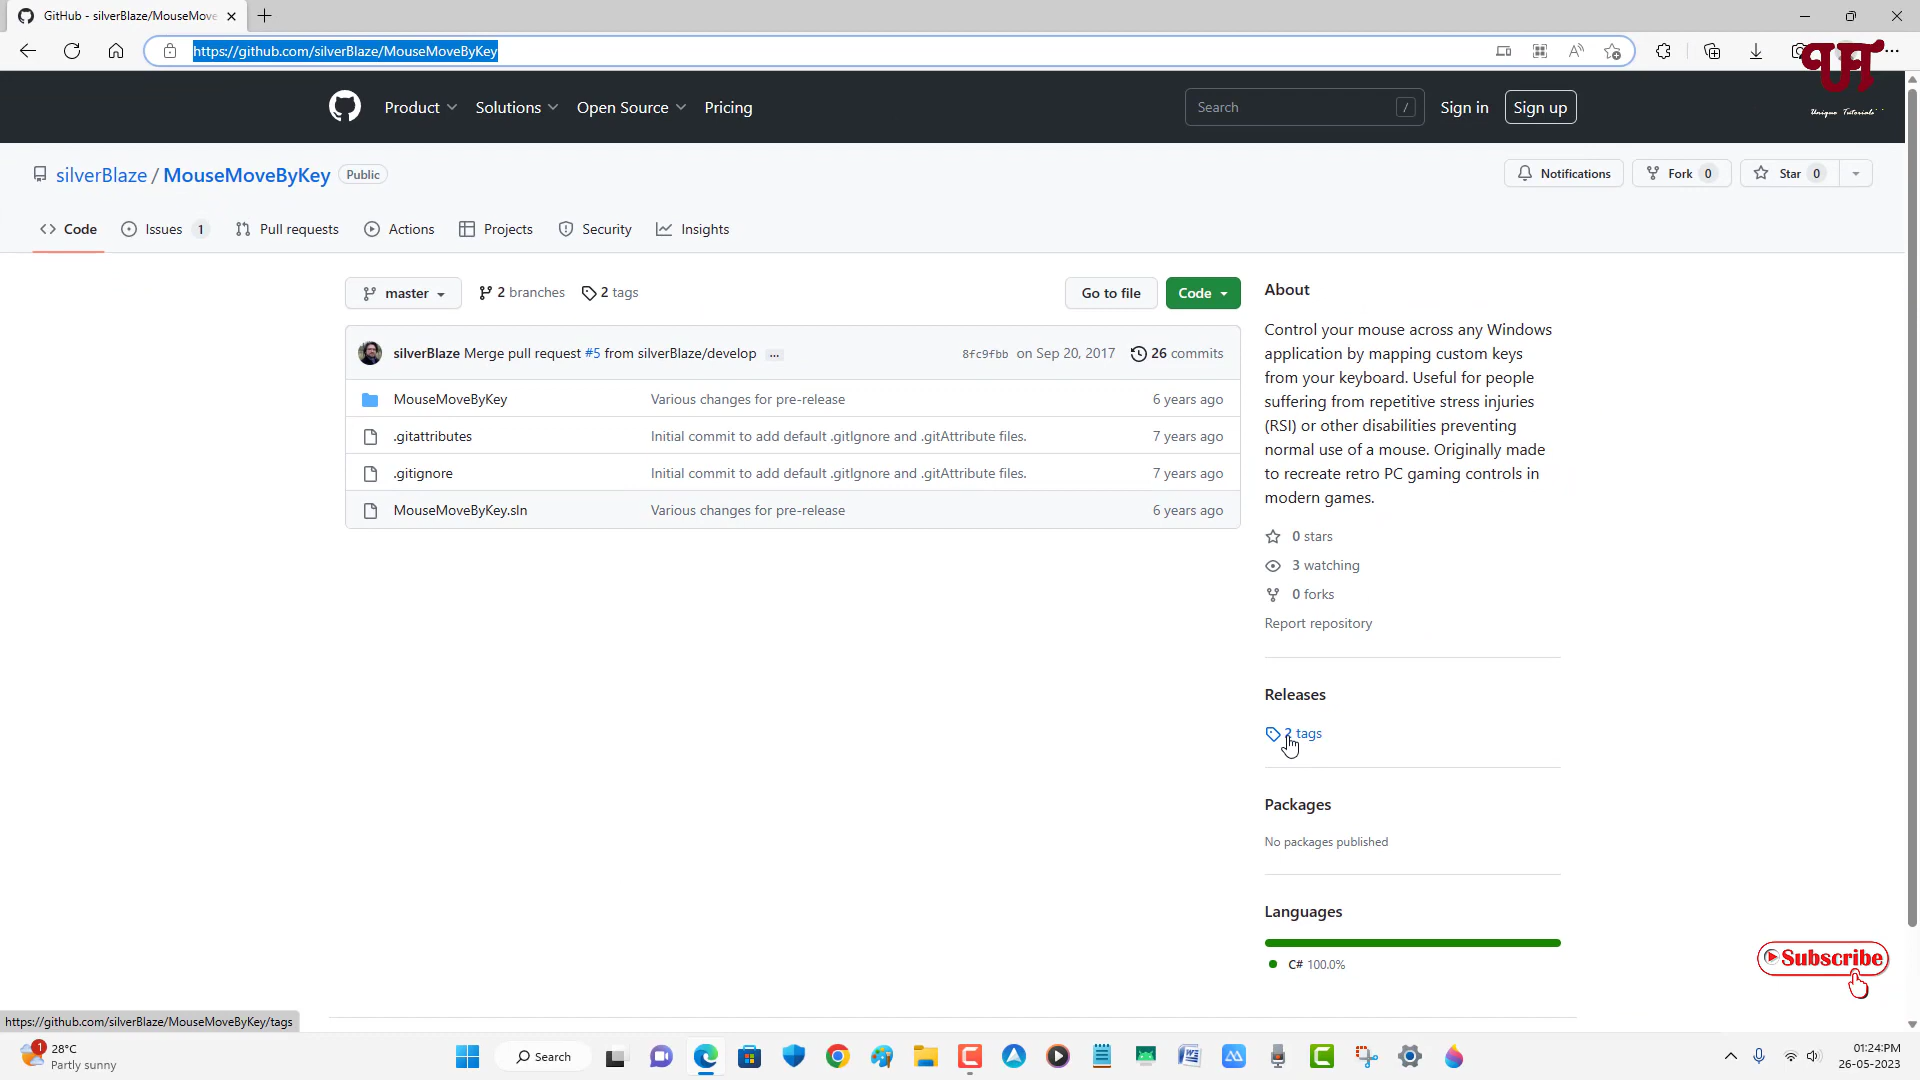 GitHub - silverBlaze/MouseMove
https://github.com/silverBlaze/MouseMoveByKey
UT
Unique Tutorials
Product
Solutions
Open Source
Pricing
Search /
Sign in
Sign up
silverBlaze / MouseMoveByKey Public
Notifications
Fork 0
Star 0
Code
Issues 1
Pull requests
Actions
Projects
Security
Insights
master
2 branches
2 tags
Go to file
Code
silverBlaze Merge pull request #5 from silverBlaze/develop ... 8fc9fbb on Sep 20, 2017 26 commits
MouseMoveByKey Various changes for pre-release 6 years ago
.gitattributes Initial commit to add default .gitIgnore and .gitAttribute files. 7 years ago
.gitignore Initial commit to add default .gitIgnore and .gitAttribute files. 7 years ago
MouseMoveByKey.sln Various changes for pre-release 6 years ago
About
Control your mouse across any Windows
application by mapping custom keys
from your keyboard. Useful for people
suffering from repetitive stress injuries
(RSI) or other disabilities preventing
normal use of a mouse. Originally made
to recreate retro PC gaming controls in
modern games.
0 stars
3 watching
0 forks
Report repository
Releases
2 tags
Packages
No packages published
Languages
C# 100.0%
Subscribe
https://github.com/silverBlaze/MouseMoveByKey/tags
1
28°C
Partly sunny
Search
01:24:PM
26-05-2023